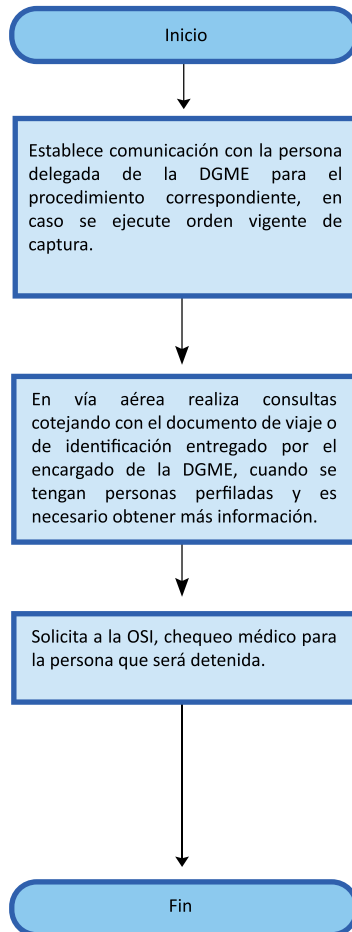 Inicio
Establece comunicación con la persona
delegada de la DGME para el
procedimiento correspondiente, en
caso se ejecute orden vigente de
captura.
En vía aérea realiza consultas
cotejando con el documento de viaje o
de identificación entregado por el
encargado de la DGME, cuando se
tengan personas perfiladas y es
necesario obtener más información.
Solicita a la OSI, chequeo médico para
la persona que será detenida.
Fin